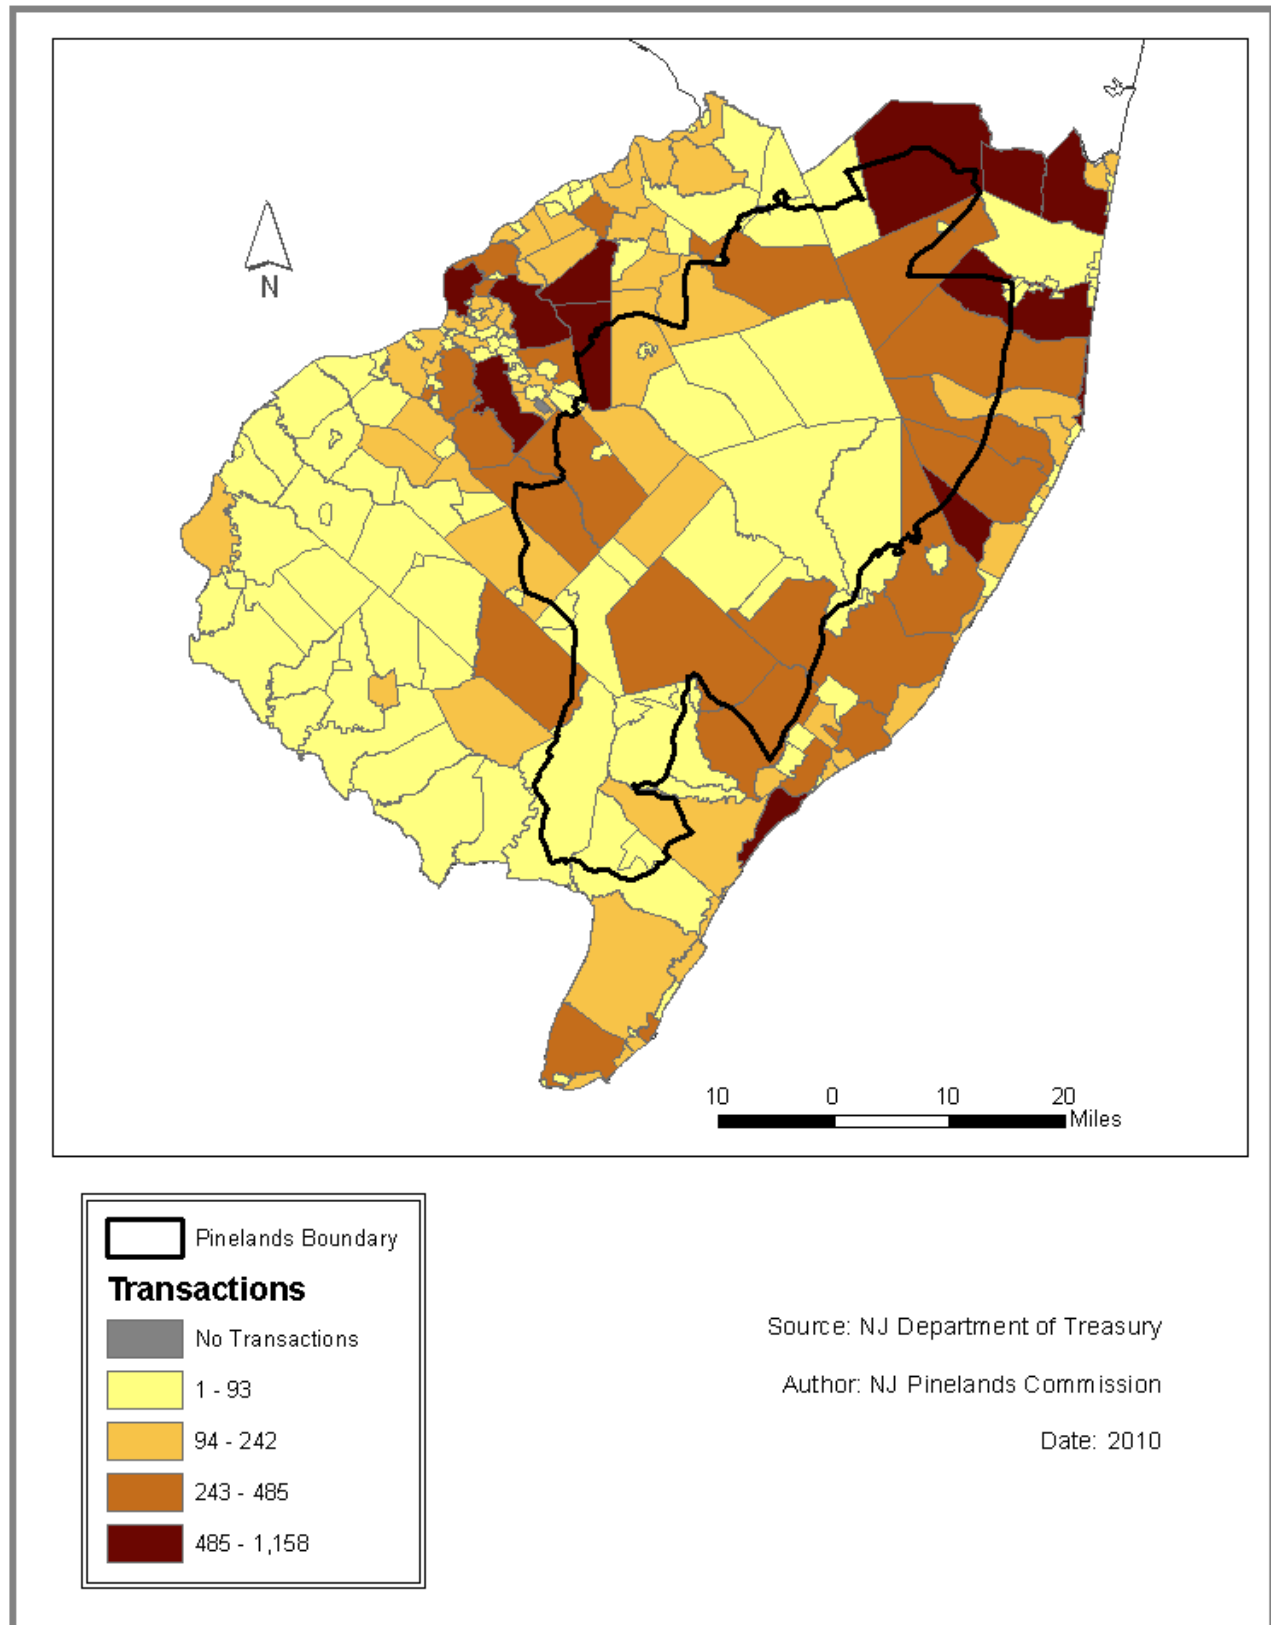 N
10 0 10 20
Miles
Pinelands Boundary
Transactions
No Transactions
1 - 93
94 - 242
243 - 485
485 - 1,158
Source: NJ Department of Treasury
Author: NJ Pinelands Commission
Date: 2010